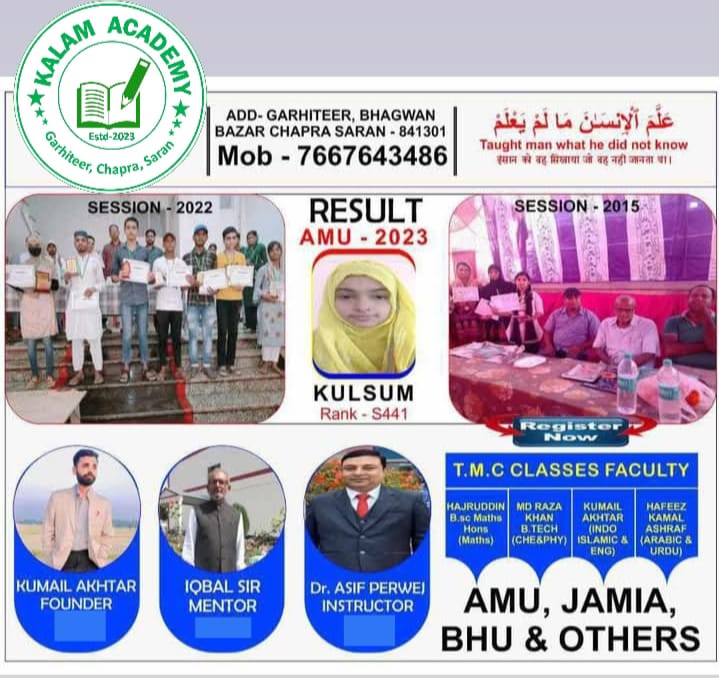 KALAM ACADEMY
Estd-2023
Garhiteer, Chapra, Saran
ADD- GARHITEER, BHAGWAN
BAZAR CHAPRA SARAN - 841301
Mob - 7667643486
عَلَّمَ ٱلْإِنسَـٰنَ مَا لَمْ يَعْلَمْ
Taught man what he did not know
इंसान को वह सिखाया जो वह नही जानता था।
SESSION - 2022
RESULT
AMU - 2023
KULSUM
Rank - S441
SESSION - 2015
Register
Now
KUMAIL AKHTAR
FOUNDER
IQBAL SIR
MENTOR
Dr. ASIF PERWEJ
INSTRUCTOR
T.M.C CLASSES FACULTY
HAJRUDDIN
B.sc Maths
Hons
(Maths)
MD RAZA
KHAN
B.TECH
(CHE&PHY)
KUMAIL
AKHTAR
(INDO
ISLAMIC &
ENG)
HAFEEZ
KAMAL
ASHRAF
(ARABIC &
URDU)
AMU, JAMIA,
BHU & OTHERS